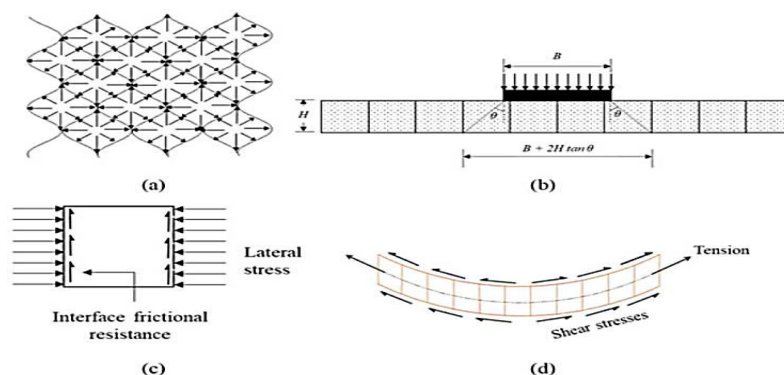 B
H
θ
θ
B + 2H tan θ
(a)
(b)
Lateral
stress
Interface frictional
resistance
(c)
Tension
Shear stresses
(d)